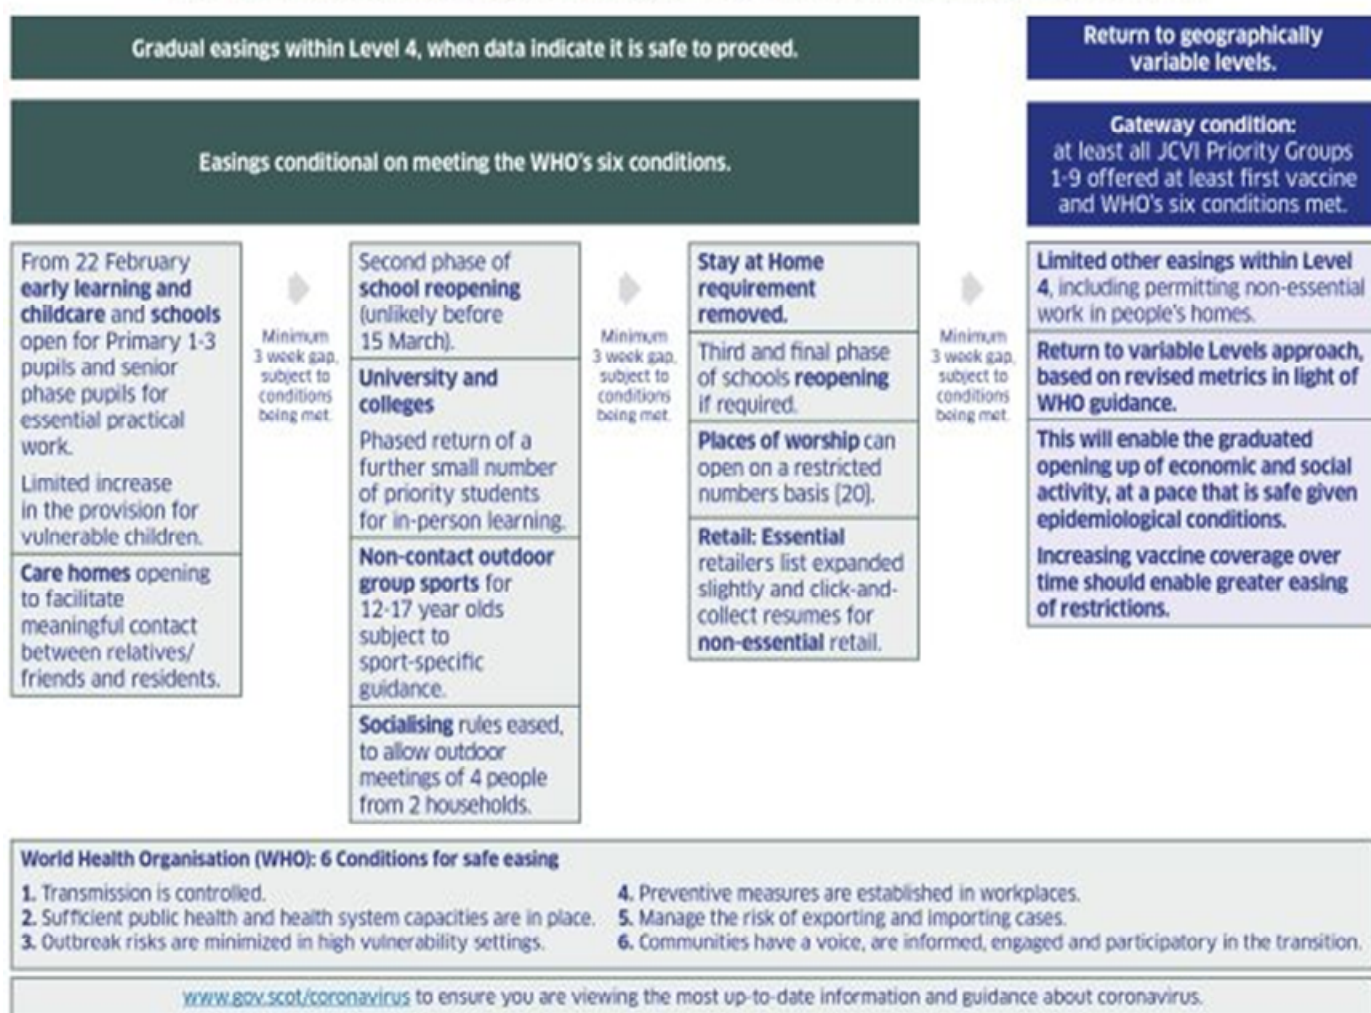 Gradual easings within Level 4, when data indicate it is safe to proceed.
Return to geographically
variable levels.
Easings conditional on meeting the WHO's six conditions.
Gateway condition:
at least all JCVI Priority Groups
1-9 offered at least first vaccine
and WHO's six conditions met.
From 22 February
early learning and
childcare and schools
open for Primary 1-3
pupils and senior
phase pupils for
essential practical
work.
Limited increase
in the provision for
vulnerable children.
Care homes opening
to facilitate
meaningful contact
between relatives/
friends and residents.
Minimum
3 week gap,
subject to
conditions
being met.
Second phase of
school reopening
(unlikely before
15 March).
University and
colleges
Phased return of a
further small number
of priority students
for in-person learning.
Non-contact outdoor
group sports for
12-17 year olds
subject to
sport-specific
guidance.
Socialising rules eased,
to allow outdoor
meetings of 4 people
from 2 households.
Minimum
3 week gap,
subject to
conditions
being met.
Stay at Home
requirement
removed.
Third and final phase
of schools reopening
if required.
Places of worship can
open on a restricted
numbers basis (20).
Retail: Essential
retailers list expanded
slightly and click-and-
collect resumes for
non-essential retail.
Minimum
3 week gap,
subject to
conditions
being met.
Limited other easings within Level
4, including permitting non-essential
work in people's homes.
Return to variable Levels approach,
based on revised metrics in light of
WHO guidance.
This will enable the graduated
opening up of economic and social
activity, at a pace that is safe given
epidemiological conditions.
Increasing vaccine coverage over
time should enable greater easing
of restrictions.
World Health Organisation (WHO): 6 Conditions for safe easing
1. Transmission is controlled.
2. Sufficient public health and health system capacities are in place.
3. Outbreak risks are minimized in high vulnerability settings.
4. Preventive measures are established in workplaces.
5. Manage the risk of exporting and importing cases.
6. Communities have a voice, are informed, engaged and participatory in the transition.
www.gov.scot/coronavirus to ensure you are viewing the most up-to-date information and guidance about coronavirus.